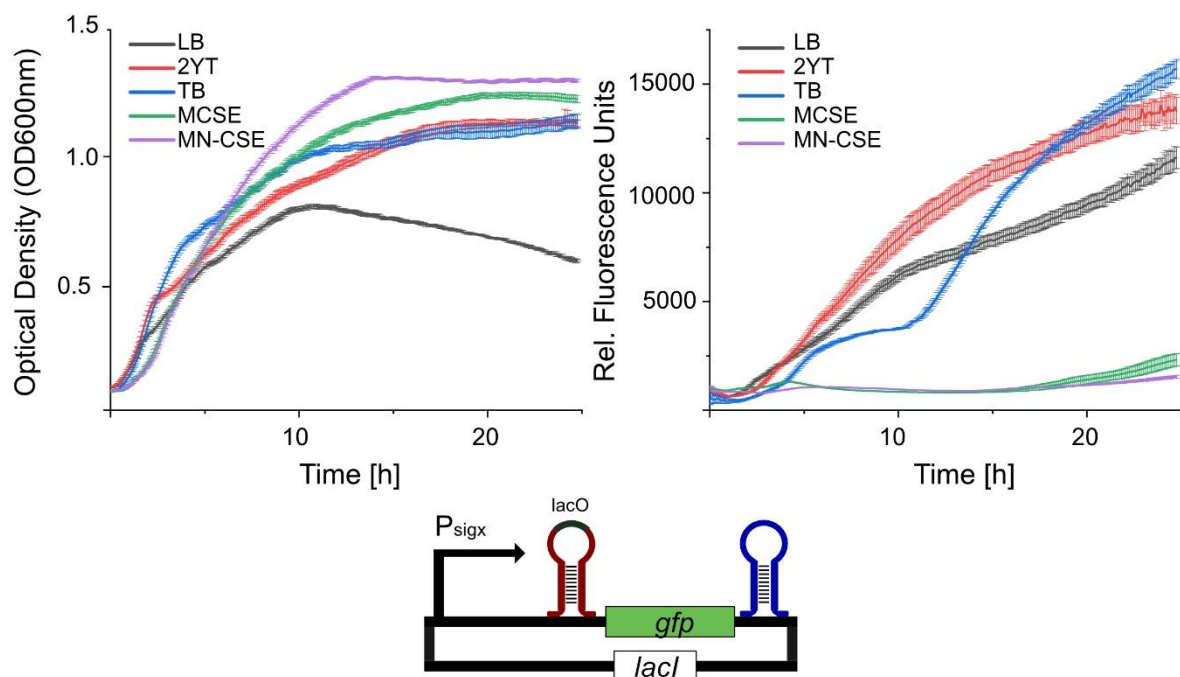 1.5
1.0
0.5
Optical Density (OD600nm)
LB
2YT
TB
MCSE
MN-CSE
10
20
Time [h]
15000
10000
5000
Rel. Fluorescence Units
LB
2YT
TB
MCSE
MN-CSE
10
20
Time [h]
Psigx
lacO
gfp
lacI